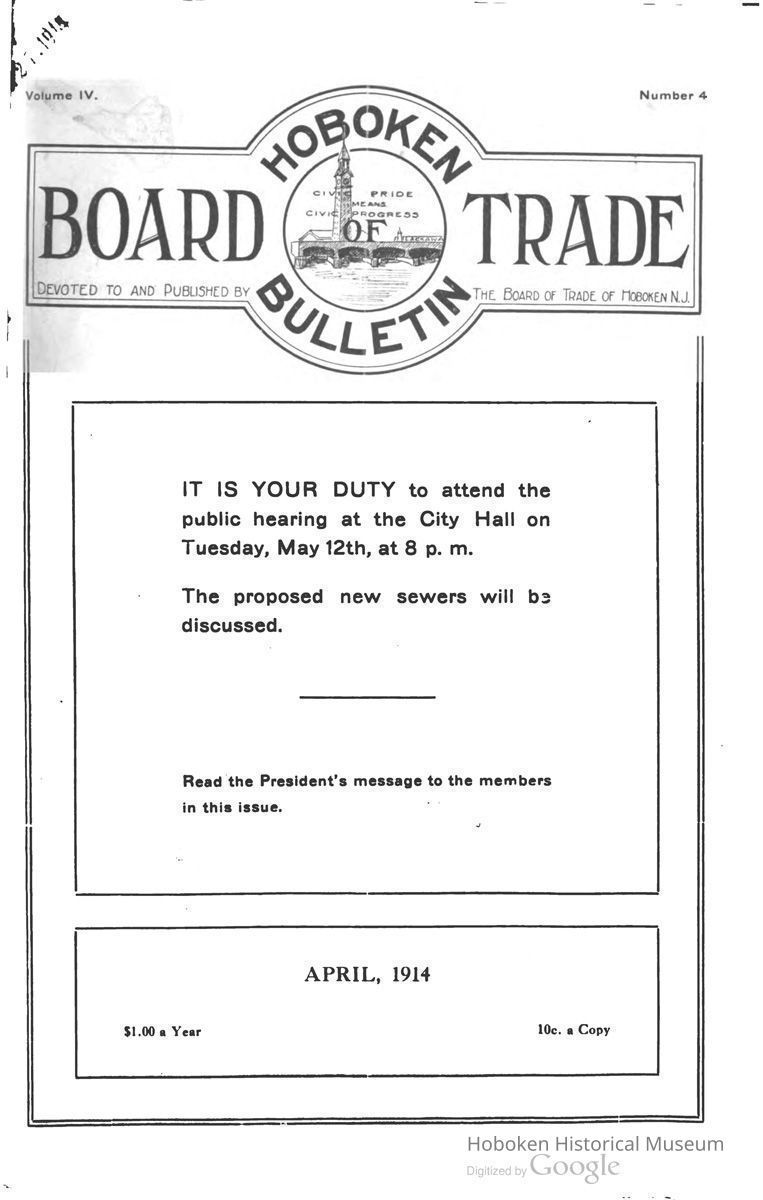 Volume IV.
Number 4
HOBOKEN
BOARD OF TRADE
BULLETIN
CIVIC PRIDE
MEANS
CIVIC PROGRESS
LACKAWANNA
DEVOTED TO AND PUBLISHED BY
THE BOARD OF TRADE OF HOBOKEN N.J.
IT IS YOUR DUTY to attend the
public hearing at the City Hall on
Tuesday, May 12th, at 8 p. m.
The proposed new sewers will be
discussed.
Read the President's message to the members
in this issue.
APRIL, 1914
$1.00 a Year
10c. a Copy
Hoboken Historical Museum
Digitized by Google